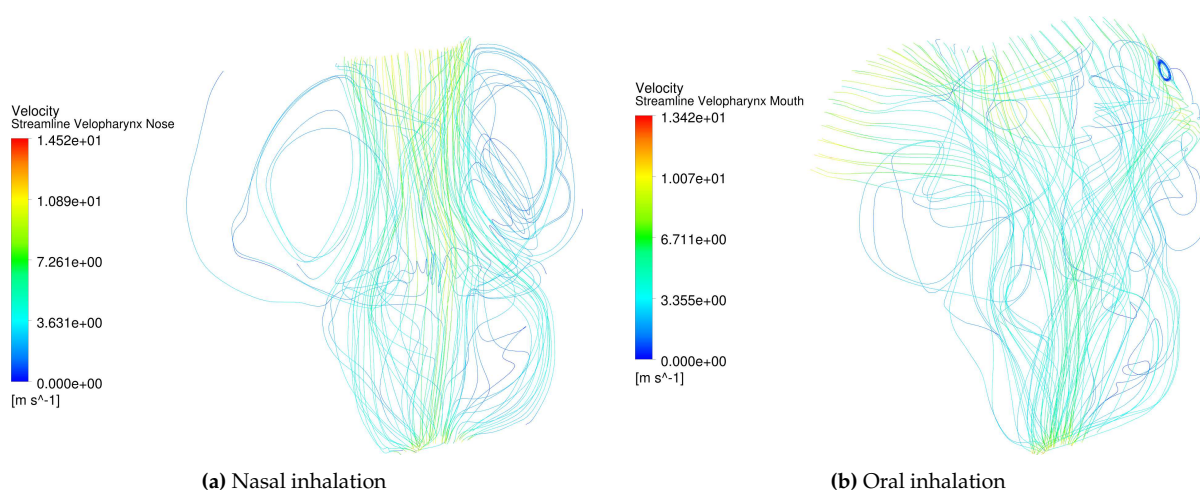 Velocity
Streamline Velopharynx Nose
1.452e+01
1.089e+01
7.261e+00
3.631e+00
0.000e+00
[m s^-1]
(a) Nasal inhalation
Velocity
Streamline Velopharynx Mouth
1.342e+01
1.007e+01
6.711e+00
3.355e+00
0.000e+00
[m s^-1]
(b) Oral inhalation